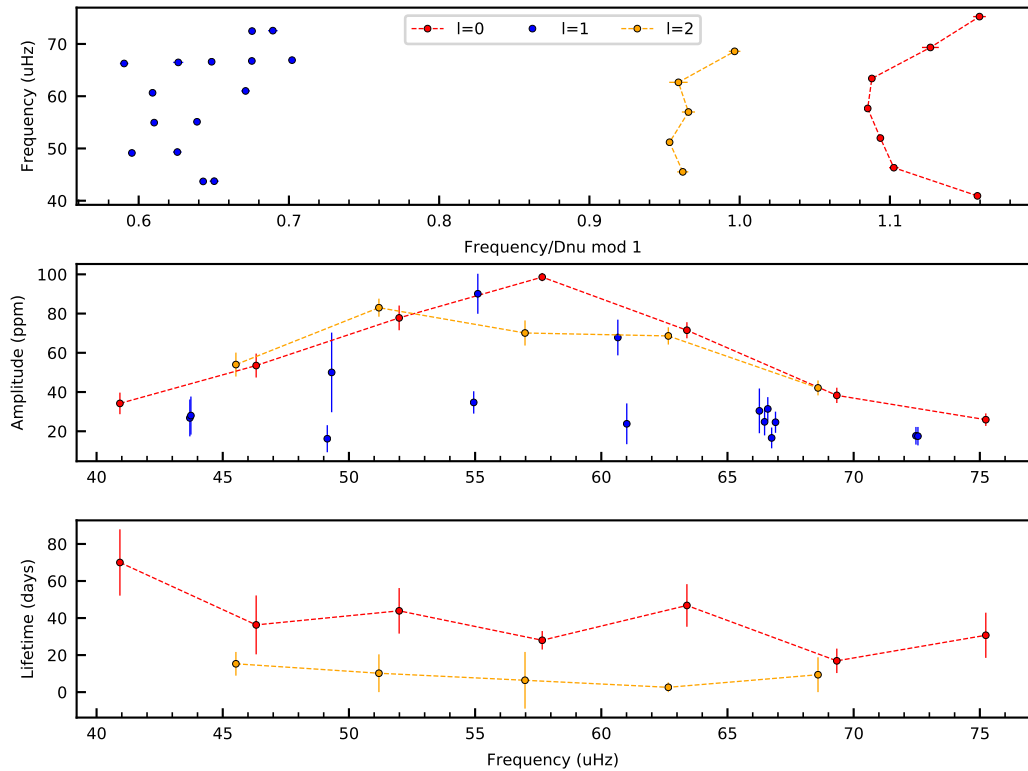 l=0 l=1 l=2
Frequency (uHz)
70
60
50
40
0.6 0.7 0.8 0.9 1.0 1.1
Frequency/Dnu mod 1
Amplitude (ppm)
100
80
60
40
20
40 45 50 55 60 65 70 75
Lifetime (days)
80
60
40
20
0
40 45 50 55 60 65 70 75
Frequency (uHz)